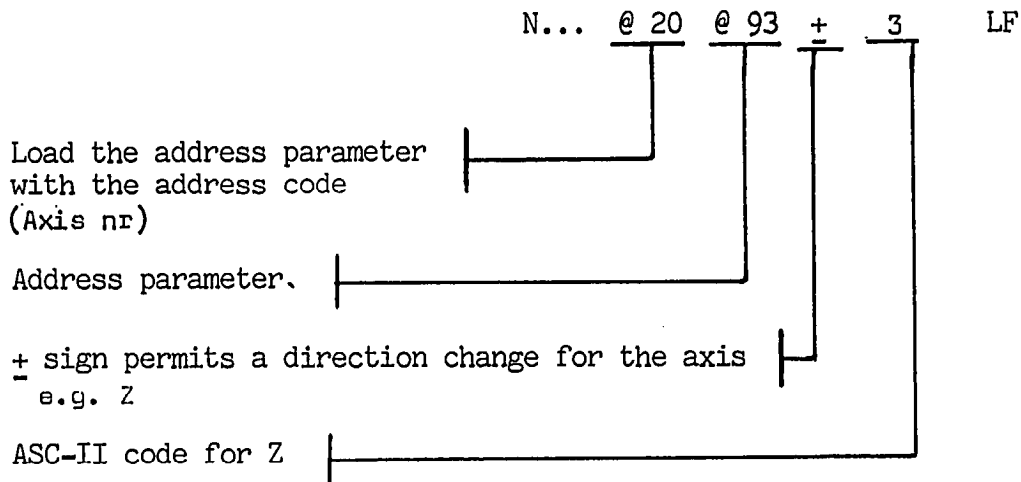 N... @ 20 @ 93 ± 3 LF
Load the address parameter
with the address code
(Axis nr)
Address parameter.
± sign permits a direction change for the axis
e.g. Z
ASC-II code for Z